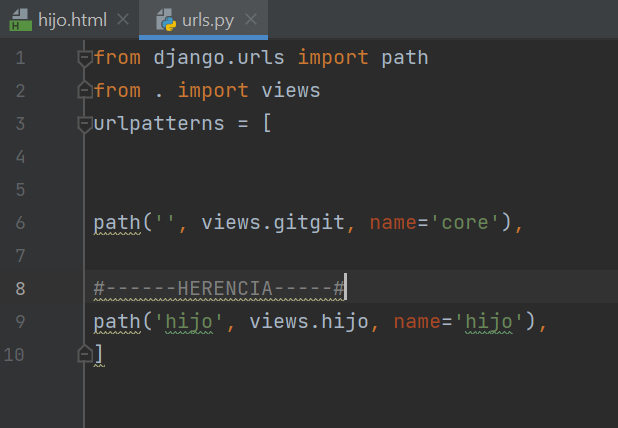 hijo.html
urls.py
1 from django.urls import path
2 from . import views
3 urlpatterns = [
4
5
6 path('', views.gitgit, name='core'),
7
8 #------HERENCIA-----#
9 path('hijo', views.hijo, name='hijo'),
10 ]